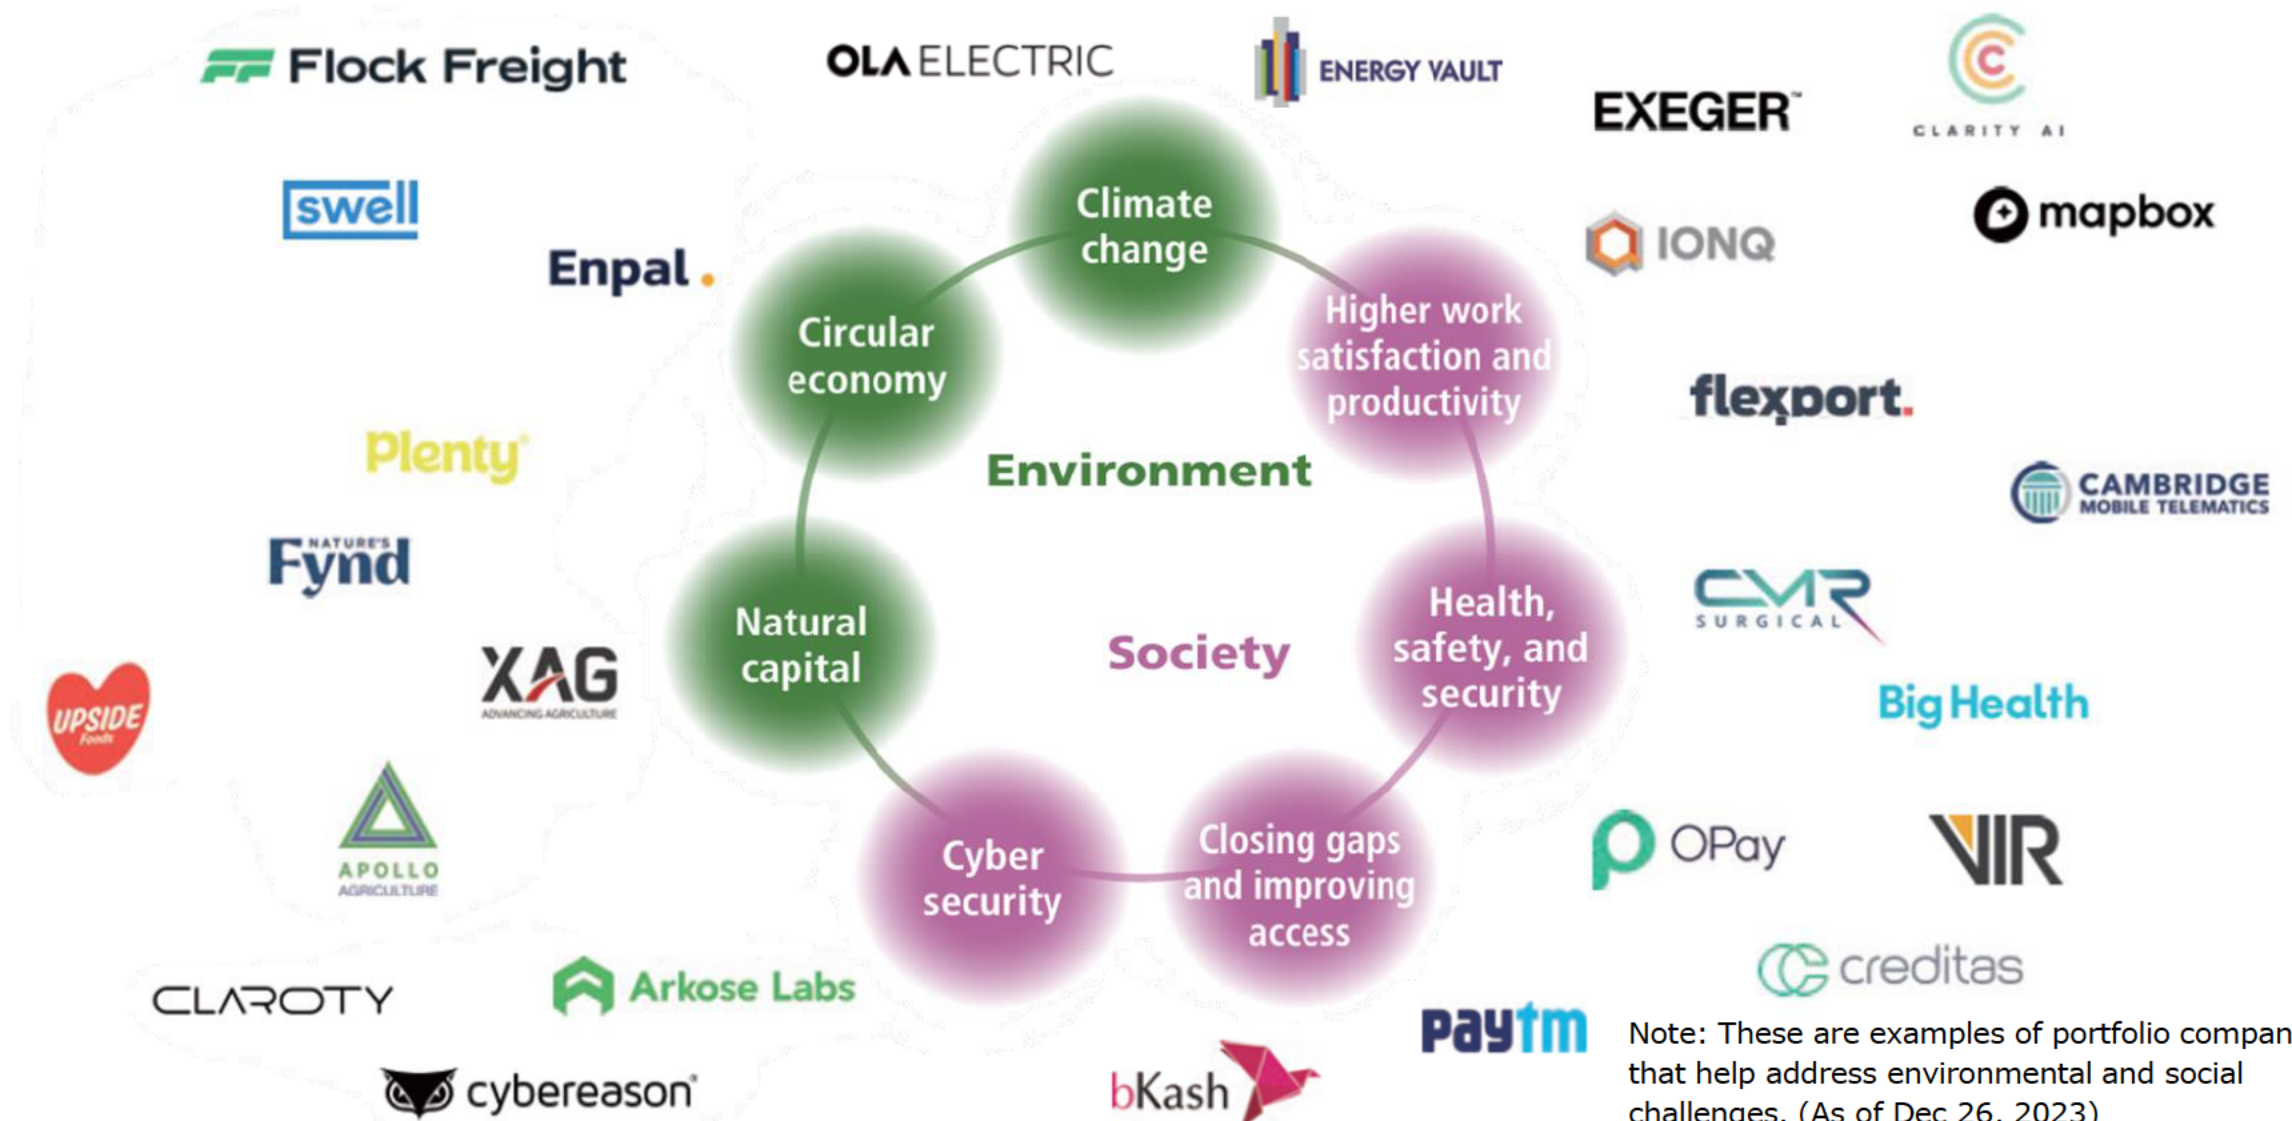 Flock Freight
OLA ELECTRIC
ENERGY VAULT
EXEGER™
CLARITY AI
swell
Enpal.
Climate
change
IONQ
mapbox
Circular
economy
Higher work
satisfaction and
productivity
flexport.
Plenty®
Environment
CAMBRIDGE
MOBILE TELEMATICS
NATURE'S
Fynd
Natural
capital
Society
Health,
safety, and
security
CMR
SURGICAL
XAG
ADVANCING AGRICULTURE
UPSIDE
Foods
Big Health
APOLLO
AGRICULTURE
Cyber
security
Closing gaps
and improving
access
OPay
VIR
CLAROTY
Arkose Labs
creditas
paytm
cybereason®
bKash
Note: These are examples of portfolio compan
that help address environmental and social
challenges. (As of Dec 26, 2023)